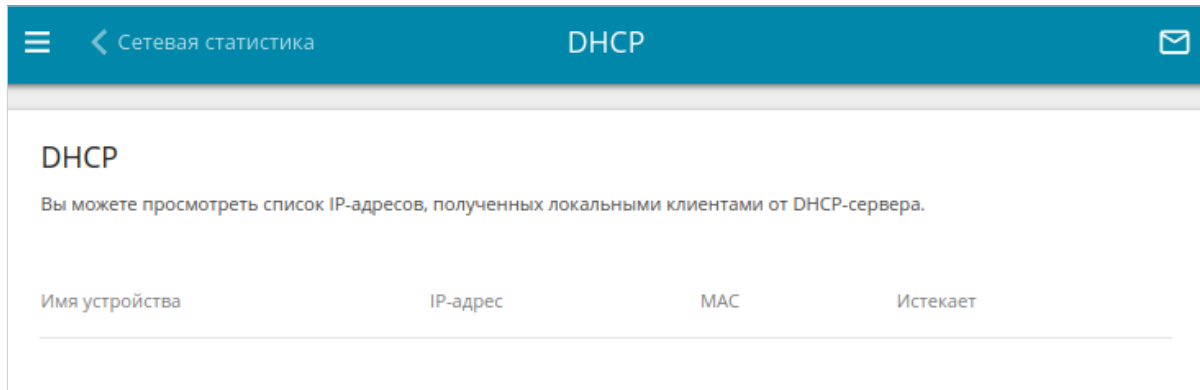 Сетевая статистика DHCP
DHCP
Вы можете просмотреть список IP-адресов, полученных локальными клиентами от DHCP-сервера.
Имя устройства IP-адрес MAC Истекает